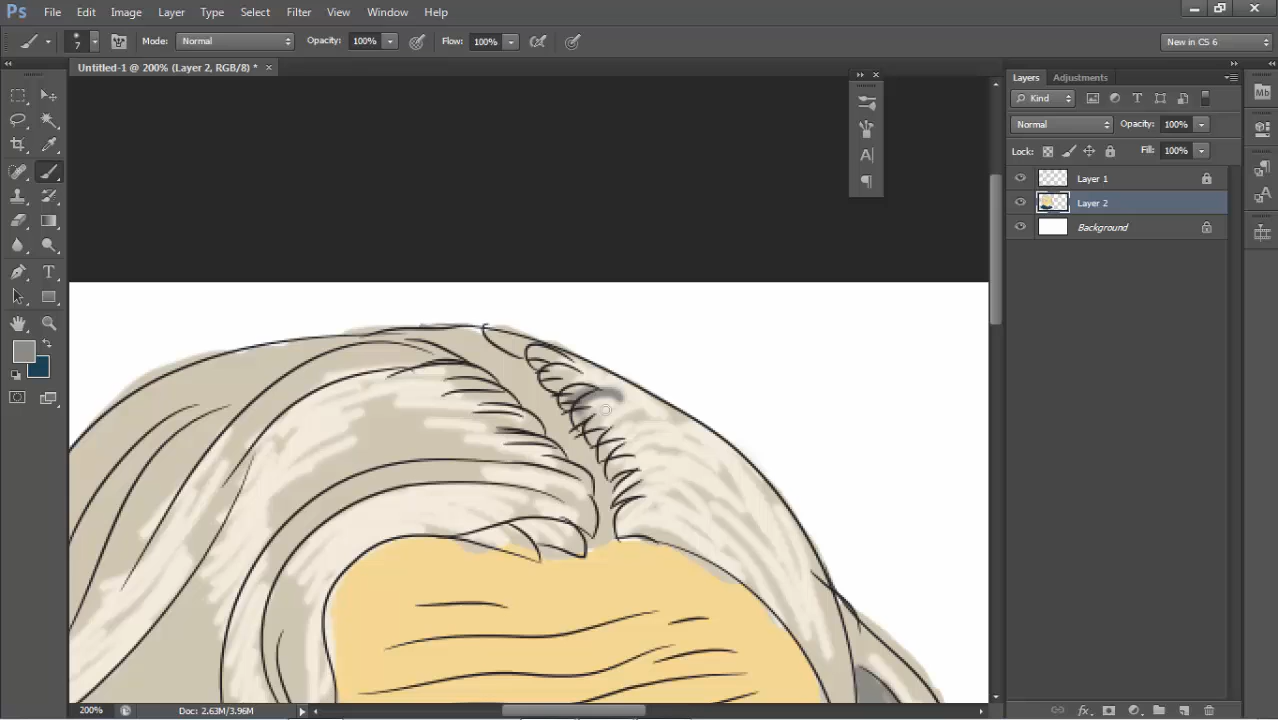 Ps File Edit Image Layer Type Select Filter View Window Help
7 Mode: Normal Opacity: 100% Flow: 100% New in CS 6
Untitled-1 @ 200% (Layer 2, RGB/8) * ×
Layers Adjustments
Kind
Normal Opacity: 100%
Lock: Fill: 100%
Layer 1
Layer 2
Background
Mb
200% Doc: 2.63M/3.96M